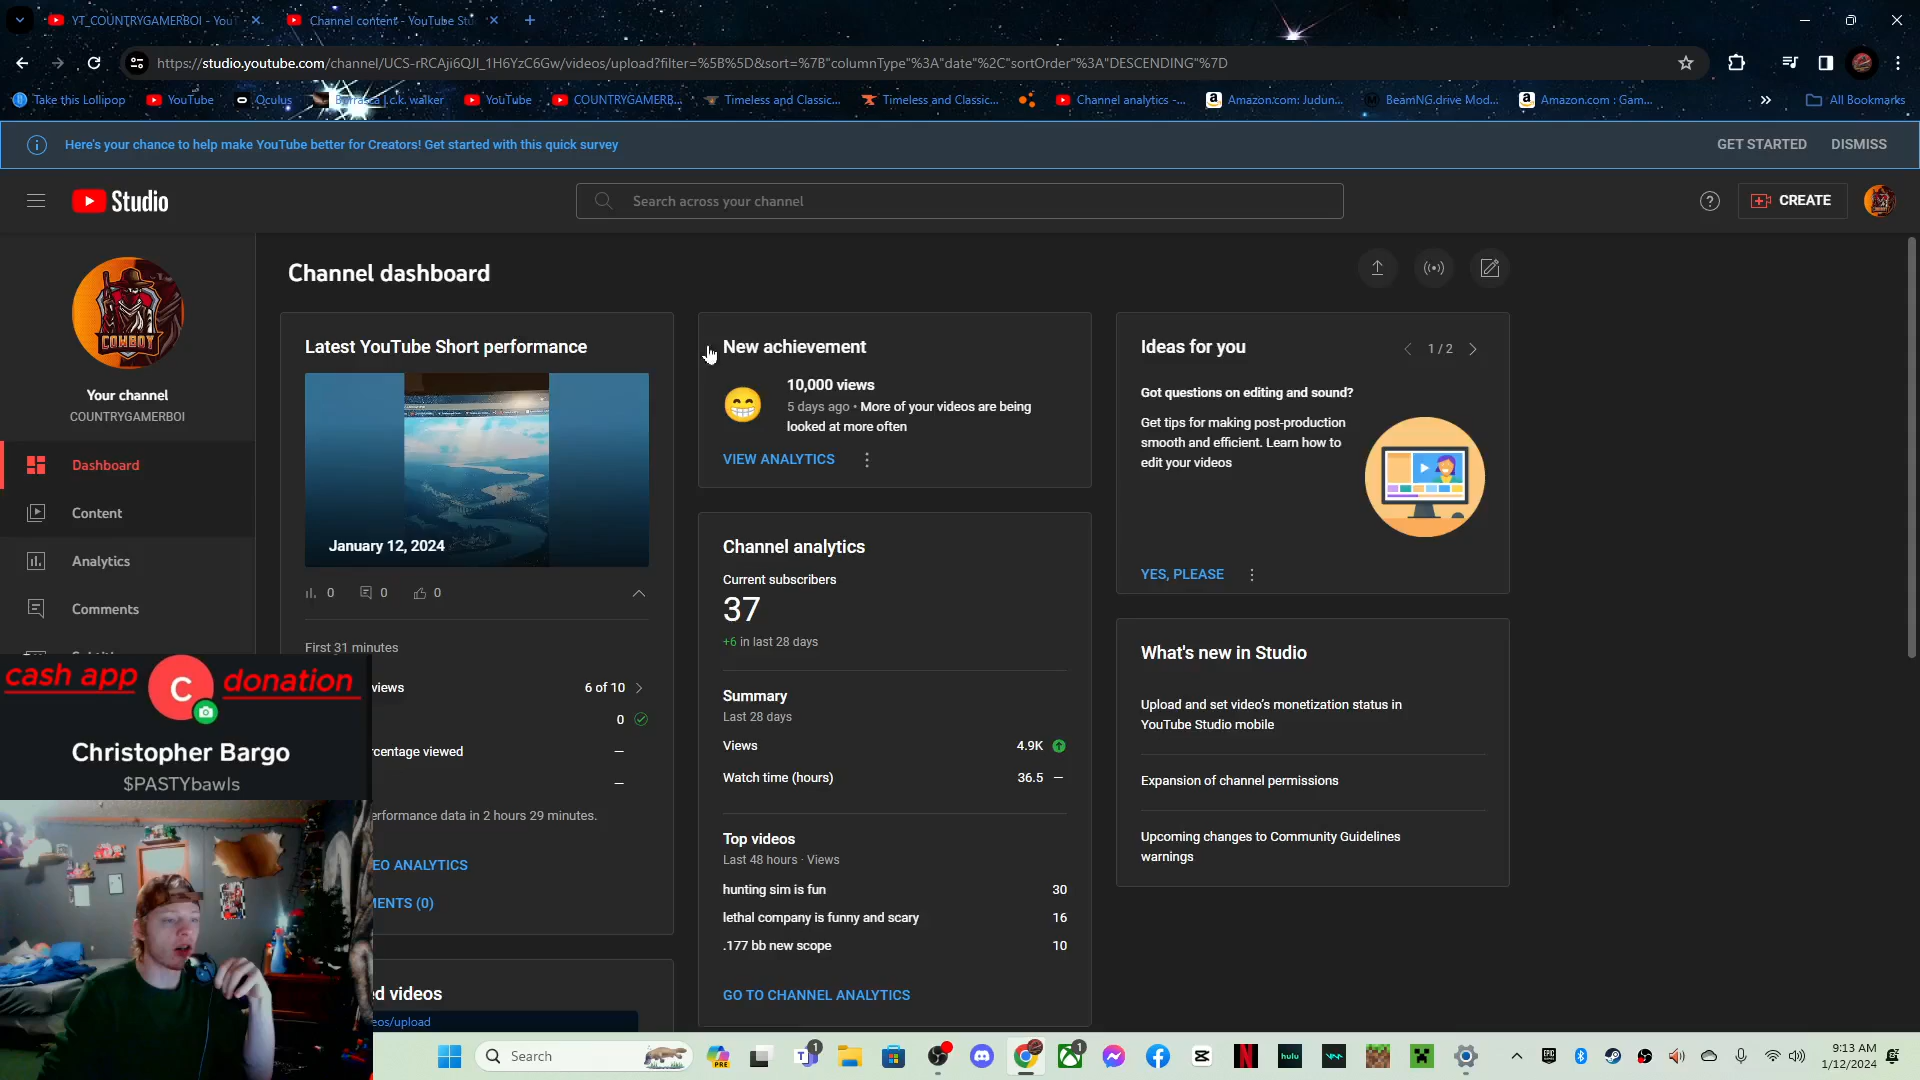 YT_COUNTRYGAMERBOI - You
Channel content - YouTube Stu
https://studio.youtube.com/channel/UCS-rRCAji6QJI_1H6YzC6Gw/videos/upload?filter=%5B%5D&sort=%7B"columnType"%3A"date"%2C"sortOrder"%3A"DESCENDING"%7D
Take this Lollipop
YouTube
Oculus
Borrasca I.c.k. walker
YouTube
COUNTRYGAMERB...
Timeless and Classic...
Timeless and Classic...
Channel analytics -...
Amazon.com: Judun...
BeamNG.drive Mod...
Amazon.com : Gam...
All Bookmarks
Here's your chance to help make YouTube better for Creators! Get started with this quick survey
GET STARTED
DISMISS
Studio
Search across your channel
CREATE
COWBOY
Your channel
COUNTRYGAMERBOI
Dashboard
Content
Analytics
Comments
Channel dashboard
Latest YouTube Short performance
January 12, 2024
0
0
0
First 31 minutes
views
6 of 10
0
rcentage viewed
—
—
erformance data in 2 hours 29 minutes.
EO ANALYTICS
MENTS (0)
ed videos
eos/upload
New achievement
10,000 views
5 days ago • More of your videos are being
looked at more often
VIEW ANALYTICS
Channel analytics
Current subscribers
37
+6 in last 28 days
Summary
Last 28 days
Views
4.9K
Watch time (hours)
36.5 —
Top videos
Last 48 hours · Views
hunting sim is fun
30
lethal company is funny and scary
16
.177 bb new scope
10
GO TO CHANNEL ANALYTICS
Ideas for you
1 / 2
Got questions on editing and sound?
Get tips for making post-production
smooth and efficient. Learn how to
edit your videos
YES, PLEASE
What's new in Studio
Upload and set video's monetization status in
YouTube Studio mobile
Expansion of channel permissions
Upcoming changes to Community Guidelines
warnings
cash app
C
donation
Christopher Bargo
$PASTYbawls
Search
PRE
1
1
hulu
9:13 AM
1/12/2024